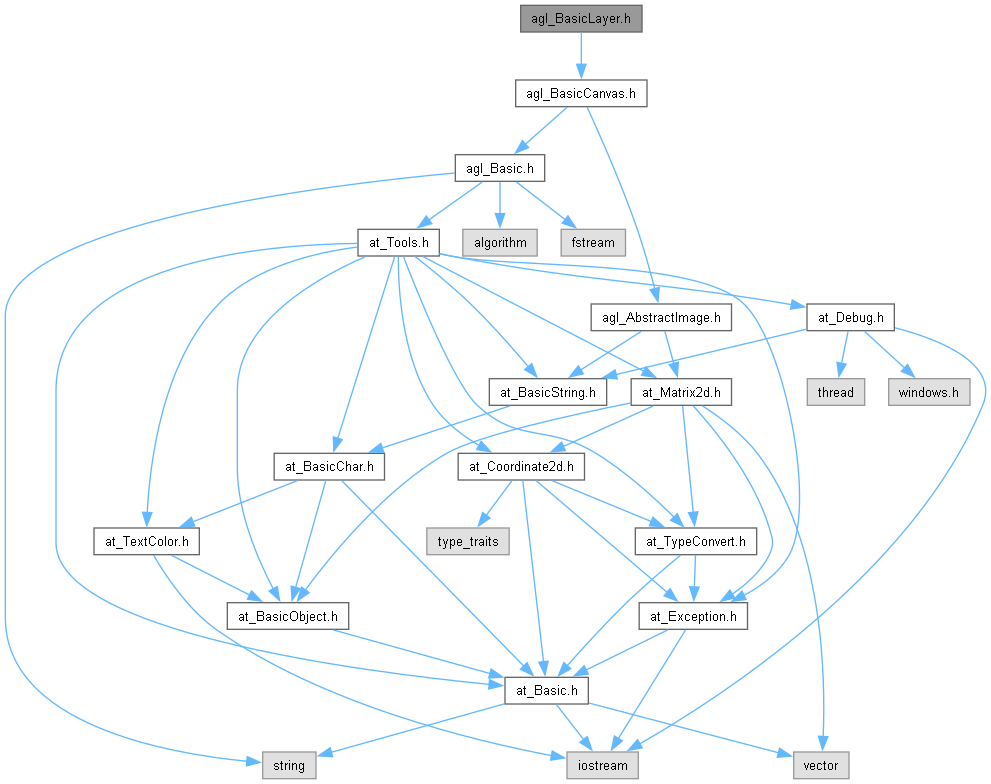 agl_BasicLayer.h
agl_BasicCanvas.h
agl_Basic.h
at_Tools.h
algorithm
fstream
agl_AbstractImage.h
at_Debug.h
at_BasicString.h
at_Matrix2d.h
thread
windows.h
at_BasicChar.h
at_Coordinate2d.h
at_TextColor.h
type_traits
at_TypeConvert.h
at_BasicObject.h
at_Exception.h
at_Basic.h
string
iostream
vector